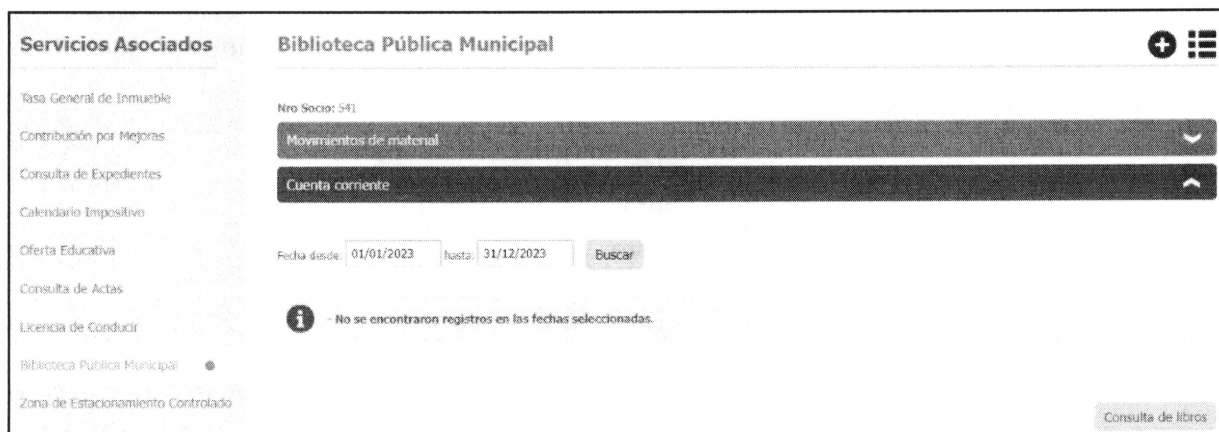 Servicios Asociados
Tasa General de Inmueble
Contribución por Mejoras
Consulta de Expedientes
Calendario Impositivo
Oferta Educativa
Consulta de Actas
Licencia de Conducir
Biblioteca Pública Municipal
Zona de Estacionamiento Controlado
Biblioteca Pública Municipal
Nro Socio: 541
Movimientos de material
Cuenta corriente
Fecha desde: 01/01/2023 hasta: 31/12/2023 Buscar
- No se encontraron registros en las fechas seleccionadas.
Consulta de libros